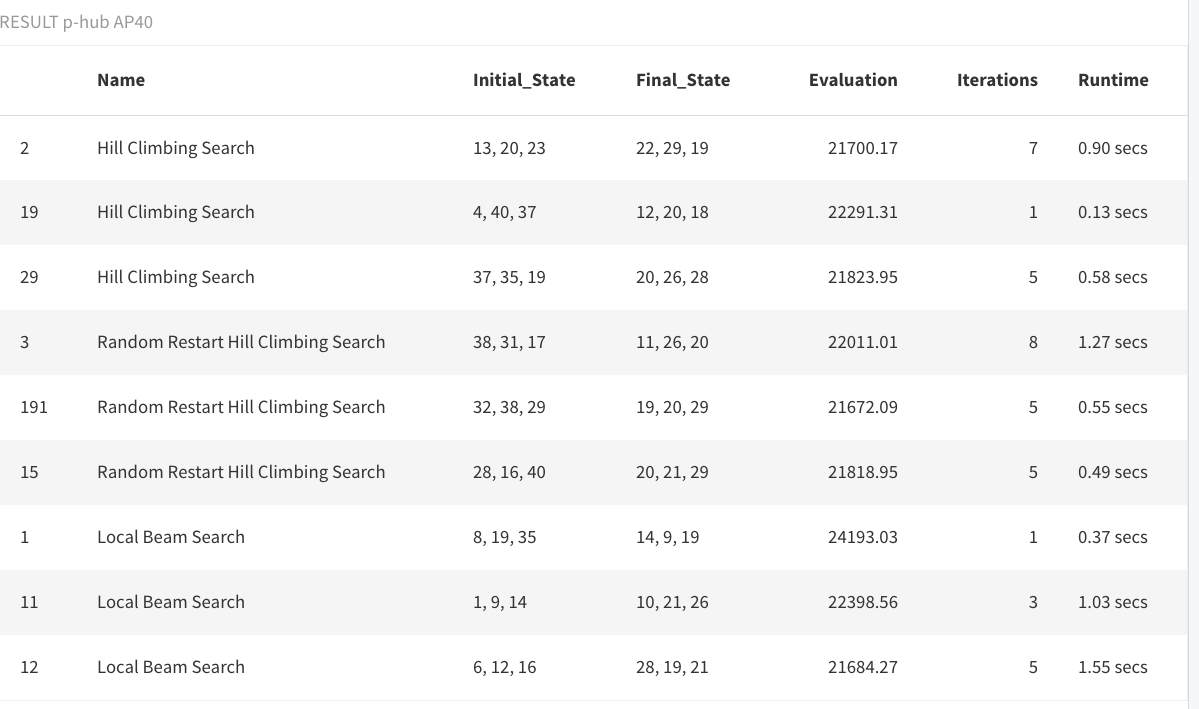 RESULT p-hub AP40
Name Initial_State Final_State Evaluation Iterations Runtime
2 Hill Climbing Search 13, 20, 23 22, 29, 19 21700.17 7 0.90 secs
19 Hill Climbing Search 4, 40, 37 12, 20, 18 22291.31 1 0.13 secs
29 Hill Climbing Search 37, 35, 19 20, 26, 28 21823.95 5 0.58 secs
3 Random Restart Hill Climbing Search 38, 31, 17 11, 26, 20 22011.01 8 1.27 secs
191 Random Restart Hill Climbing Search 32, 38, 29 19, 20, 29 21672.09 5 0.55 secs
15 Random Restart Hill Climbing Search 28, 16, 40 20, 21, 29 21818.95 5 0.49 secs
1 Local Beam Search 8, 19, 35 14, 9, 19 24193.03 1 0.37 secs
11 Local Beam Search 1, 9, 14 10, 21, 26 22398.56 3 1.03 secs
12 Local Beam Search 6, 12, 16 28, 19, 21 21684.27 5 1.55 secs